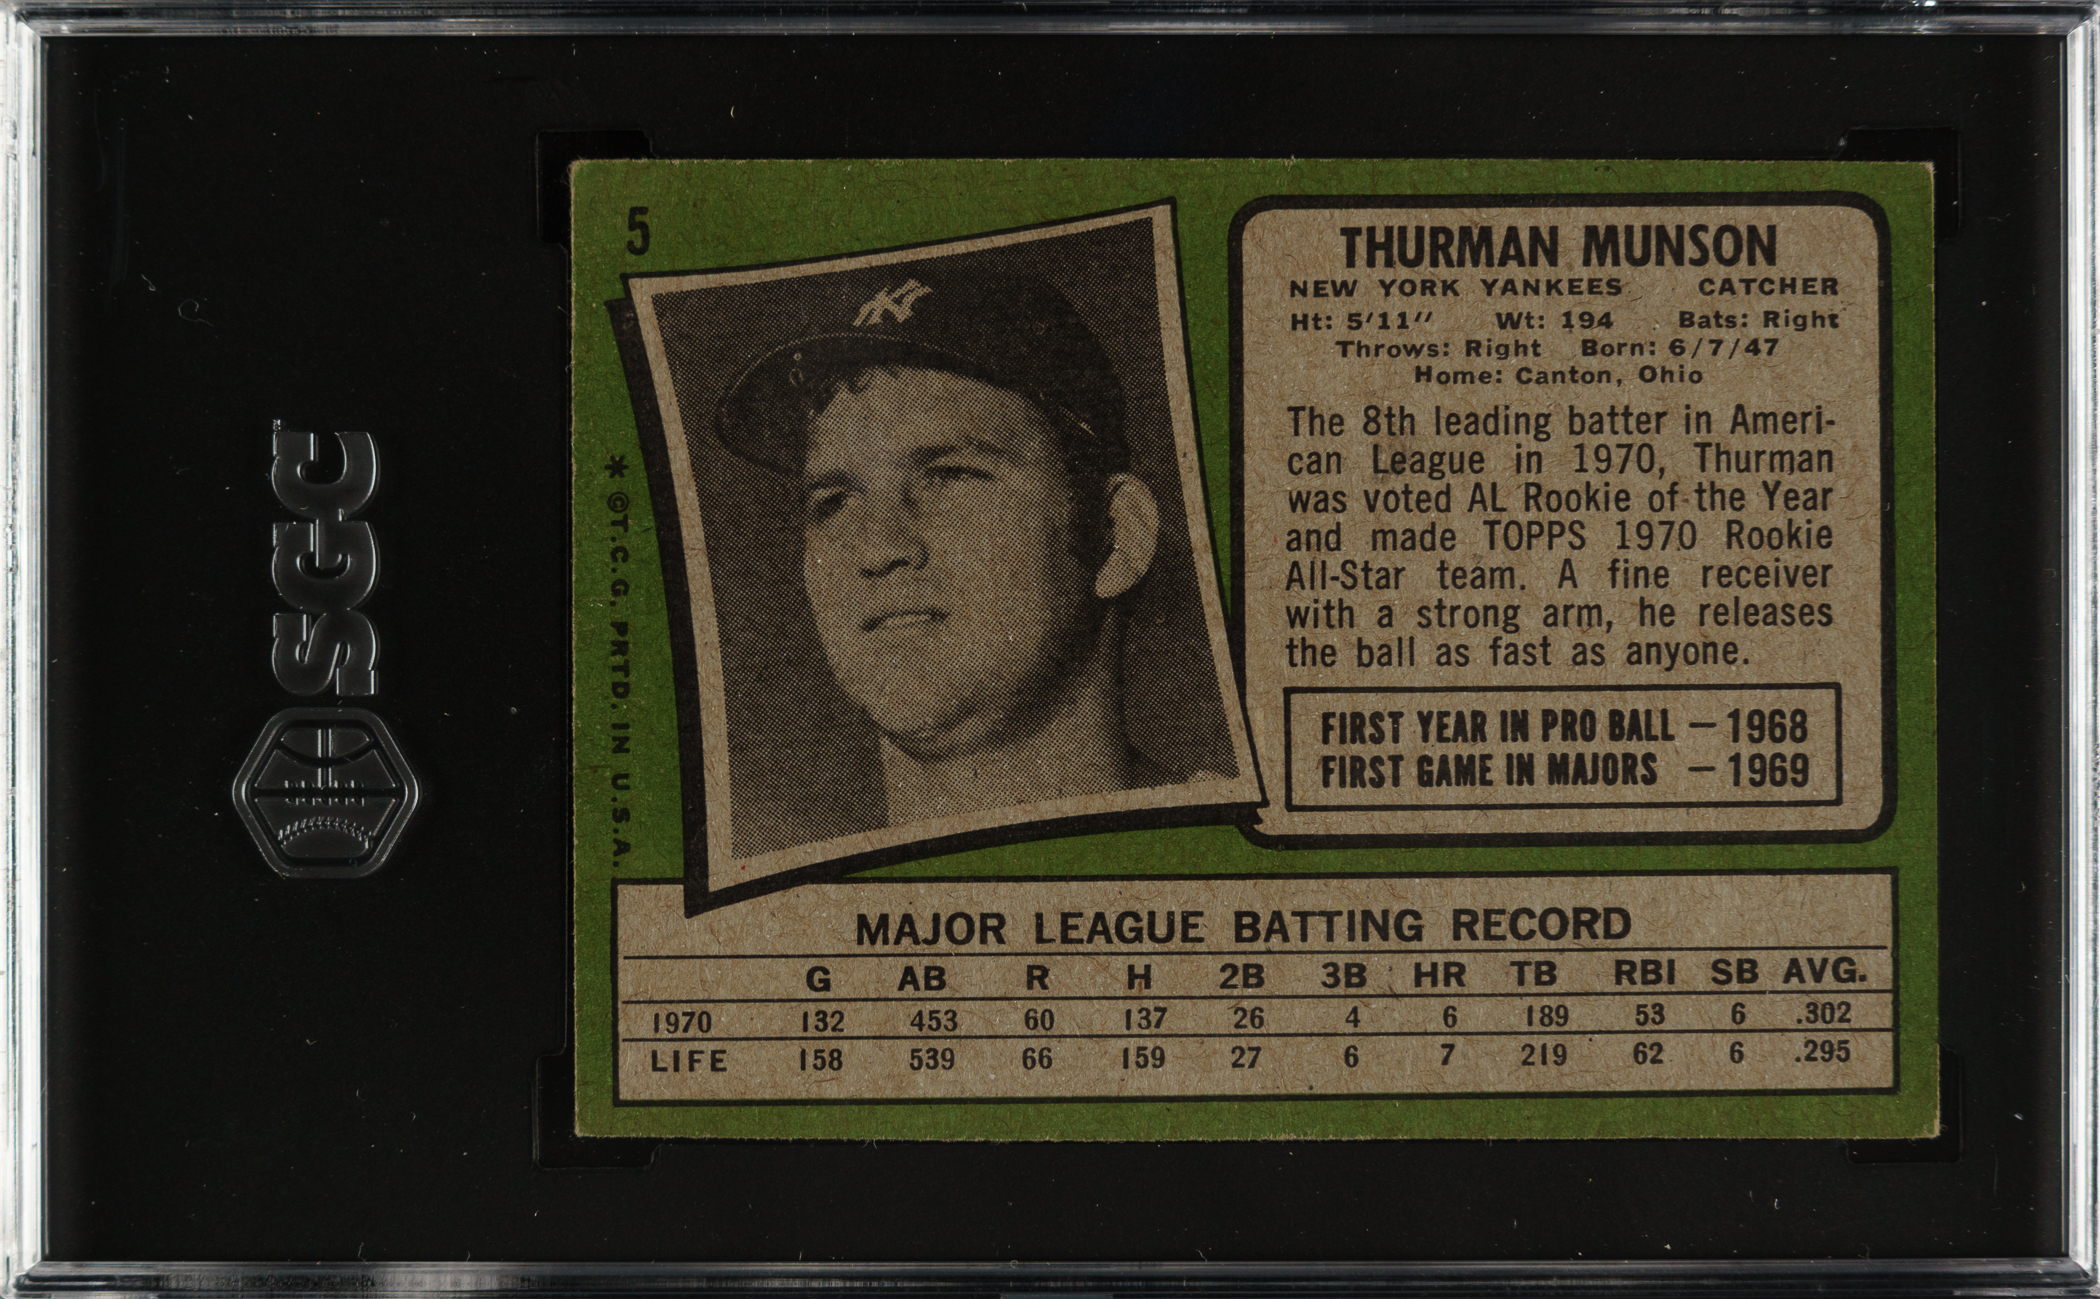 SGC
5
* ©T.C.G. PRTD. IN U.S.A.
NY
THURMAN MUNSON
NEW YORK YANKEES CATCHER
Ht: 5'11" Wt: 194 Bats: Right
Throws: Right Born: 6/7/47
Home: Canton, Ohio
The 8th leading batter in Ameri-
can League in 1970, Thurman
was voted AL Rookie of the Year
and made TOPPS 1970 Rookie
All-Star team. A fine receiver
with a strong arm, he releases
the ball as fast as anyone.
FIRST YEAR IN PRO BALL — 1968
FIRST GAME IN MAJORS — 1969
MAJOR LEAGUE BATTING RECORD
G AB R H 2B 3B HR TB RBI SB AVG.
1970 132 453 60 137 26 4 6 189 53 6 .302
LIFE 158 539 66 159 27 6 7 219 62 6 .295